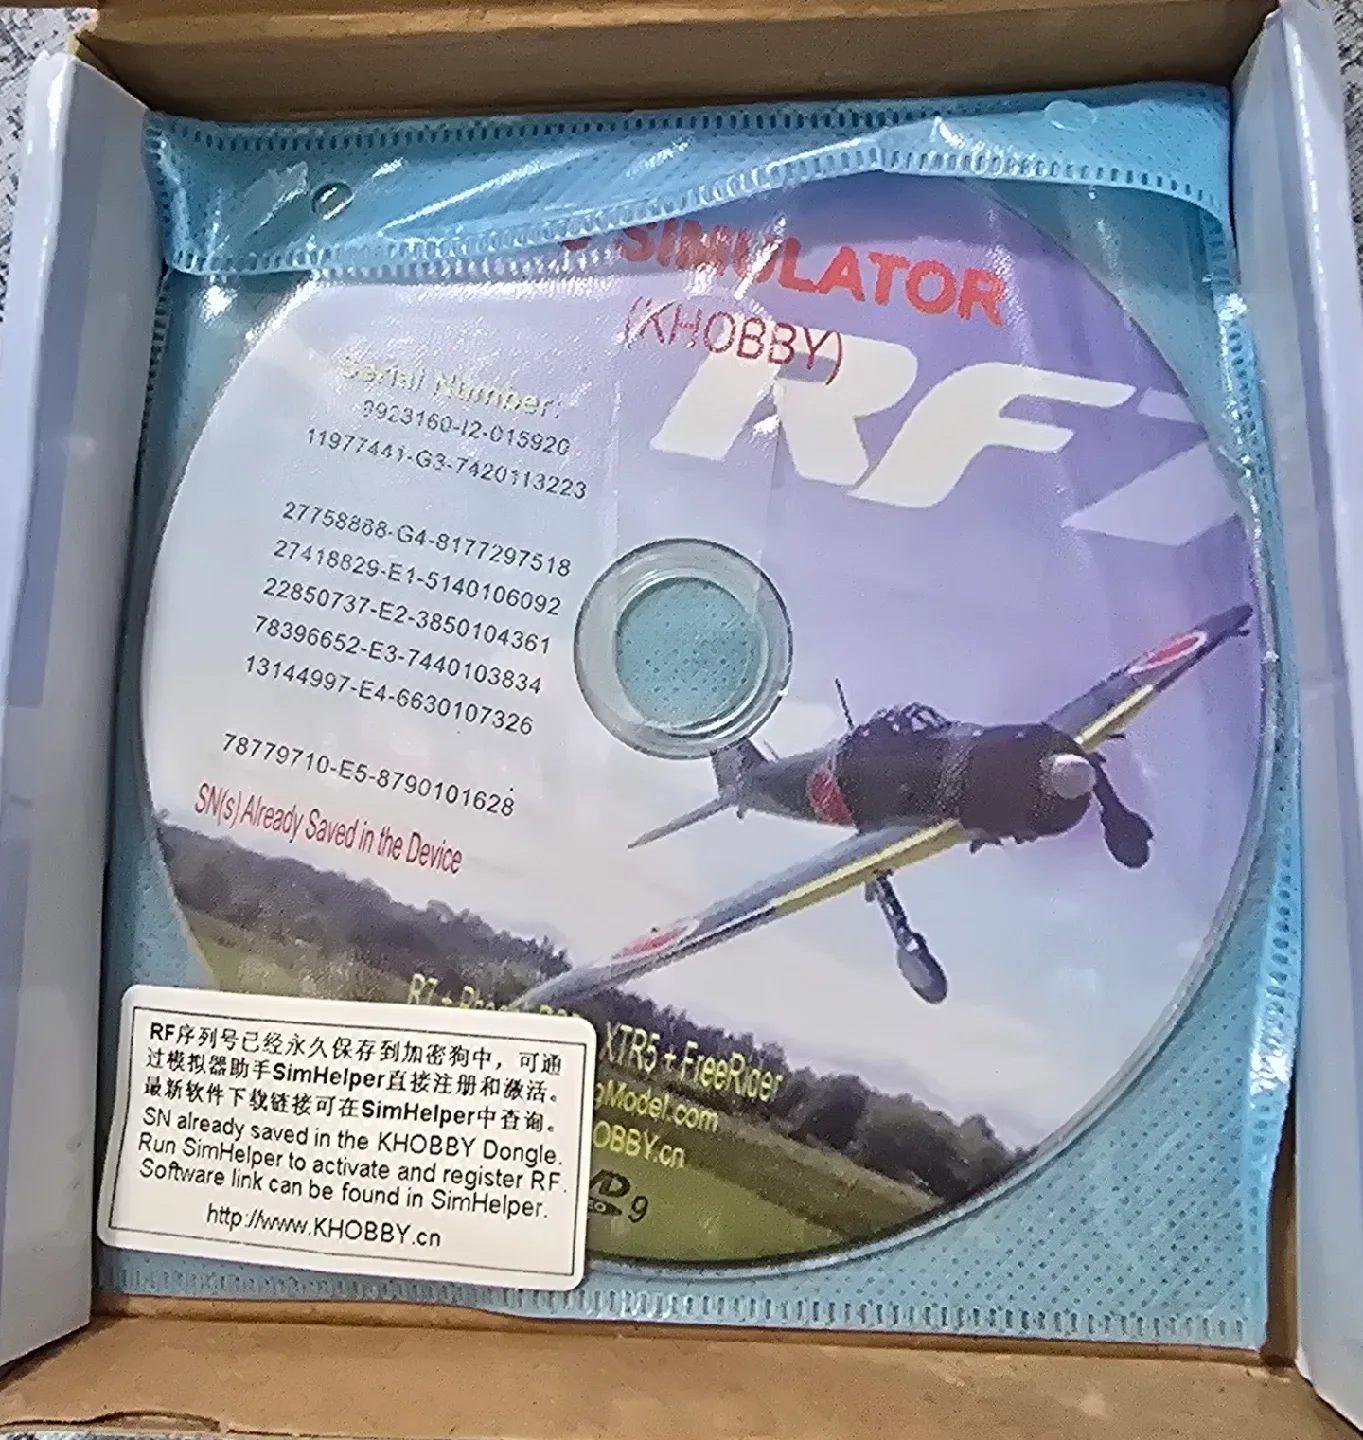 SIMULATOR
(KHOBBY)
RF
Serial Number:
9923160-I2-015920
11977441-G3-7420113223
27758868-G4-8177297518
27418829-E1-5140106092
22850737-E2-3850104361
78396652-E3-7440103834
13144997-E4-6630107326
78779710-E5-8790101628
SN(s) Already Saved in the Device
R7 + XTR5 + FreeRider
Model.com
OBBY.cn
9
RF序列号已经永久保存到加密狗中，可通
过模拟器助手SimHelper直接注册和激活。
最新软件下载链接可在SimHelper中查询。
SN already saved in the KHOBBY Dongle.
Run SimHelper to activate and register RF.
Software link can be found in SimHelper.
http://www.KHOBBY.cn